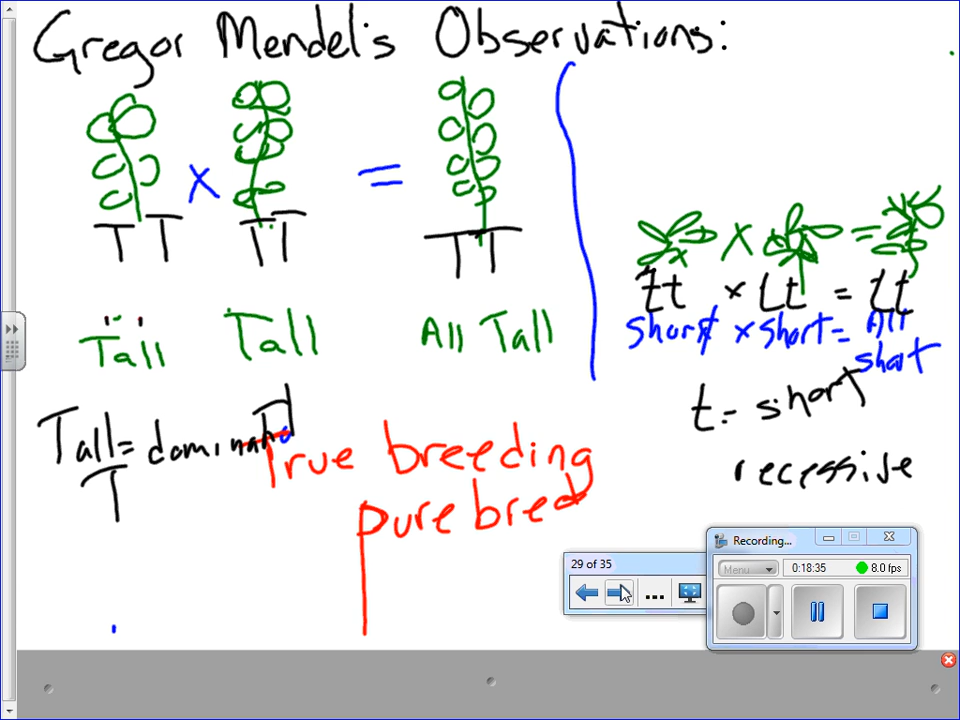 Gregor Mendel's Observations:
x =
TT TT TT
Tall Tall All Tall
x =
tt x tt = tt
short x short = All
short
t = short
recessive
Tall = dominant
T
True breeding
pure bred
29 of 35
...
Recording...
Menu
0:18:35
8.0 fps